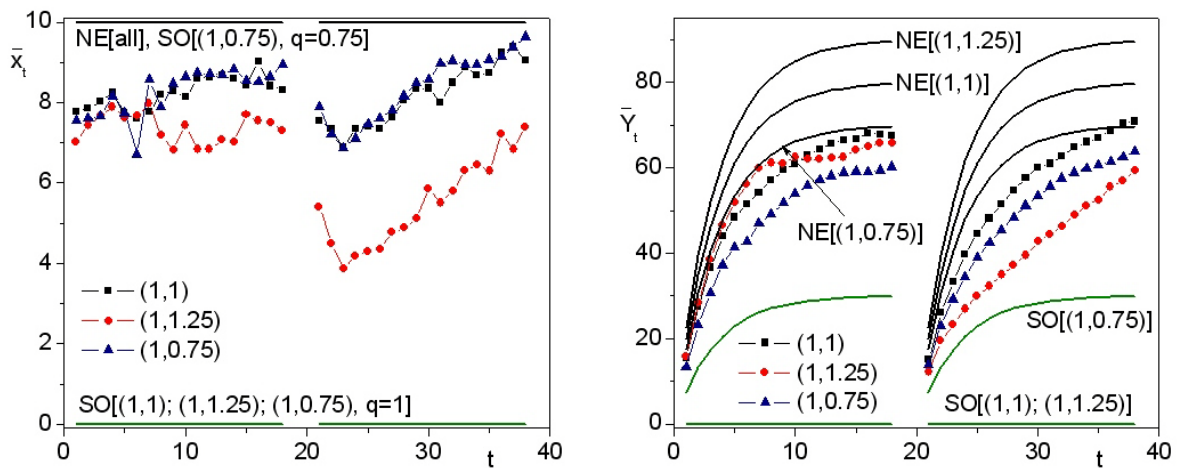 10
8
6
4
2
0
x̄t
NE[all], SO[(1,0.75), q=0.75]
(1,1)
(1,1.25)
(1,0.75)
SO[(1,1); (1,1.25); (1,0.75), q=1]
0 10 20 30 40
t
80
60
40
20
0
Ȳt
NE[(1,1.25)]
NE[(1,1)]
NE[(1,0.75)]
SO[(1,0.75)]
(1,1)
(1,1.25)
(1,0.75)
SO[(1,1); (1,1.25)]
0 10 20 30 40
t